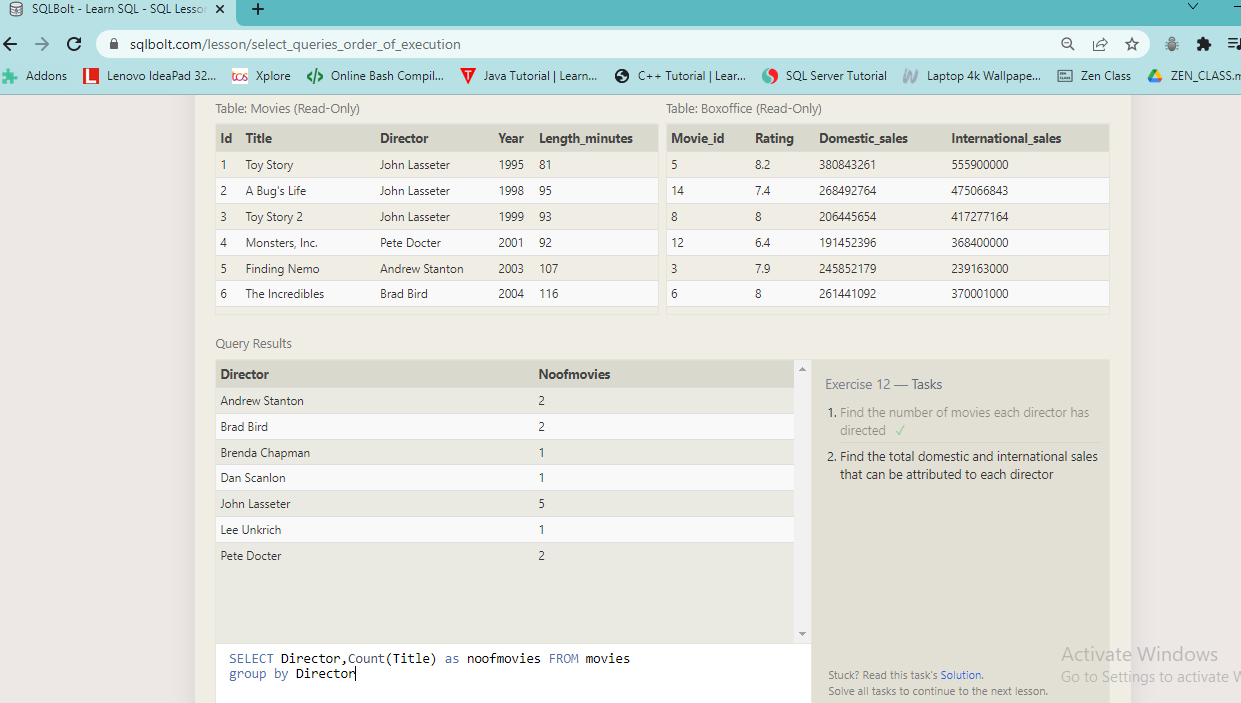 SQLBolt - Learn SQL - SQL Lesson
sqlbolt.com/lesson/select_queries_order_of_execution
Addons Lenovo IdeaPad 32... tcs Xplore Online Bash Compil... Java Tutorial | Learn... C++ Tutorial | Lear... SQL Server Tutorial Laptop 4k Wallpape... Zen Class ZEN_CLASS.m
Table: Movies (Read-Only)
Id Title Director Year Length_minutes
1 Toy Story John Lasseter 1995 81
2 A Bug's Life John Lasseter 1998 95
3 Toy Story 2 John Lasseter 1999 93
4 Monsters, Inc. Pete Docter 2001 92
5 Finding Nemo Andrew Stanton 2003 107
6 The Incredibles Brad Bird 2004 116
Table: Boxoffice (Read-Only)
Movie_id Rating Domestic_sales International_sales
5 8.2 380843261 555900000
14 7.4 268492764 475066843
8 8 206445654 417277164
12 6.4 191452396 368400000
3 7.9 245852179 239163000
6 8 261441092 370001000
Query Results
Director Noofmovies
Andrew Stanton 2
Brad Bird 2
Brenda Chapman 1
Dan Scanlon 1
John Lasseter 5
Lee Unkrich 1
Pete Docter 2
SELECT Director,Count(Title) as noofmovies FROM movies
group by Director
Exercise 12 — Tasks
1. Find the number of movies each director has
directed ✓
2. Find the total domestic and international sales
that can be attributed to each director
Stuck? Read this task's Solution.
Solve all tasks to continue to the next lesson.
Activate Windows
Go to Settings to activate W